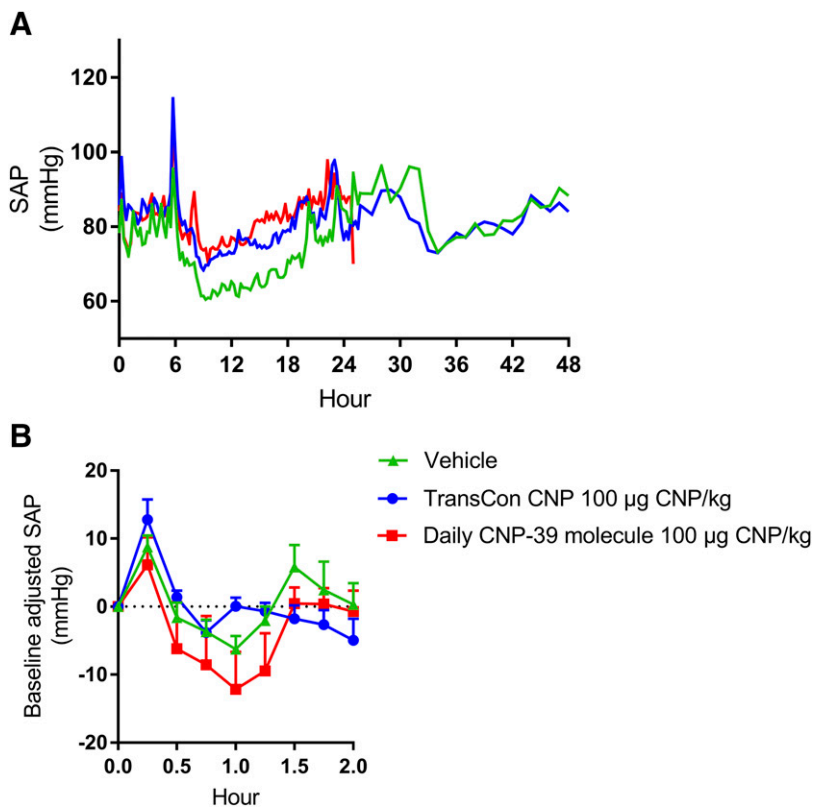 A
SAP
(mmHg)
120
100
80
60
0 6 12 18 24 30 36 42 48
Hour
B
Baseline adjusted SAP
(mmHg)
20
10
0
-10
-20
0.0 0.5 1.0 1.5 2.0
Hour
Vehicle
TransCon CNP 100 µg CNP/kg
Daily CNP-39 molecule 100 µg CNP/kg